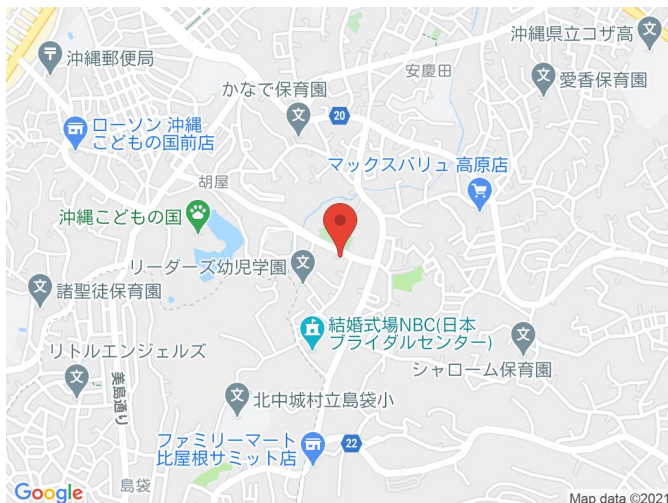 沖縄県立コザ高
沖縄郵便局
安慶田
愛香保育園
かなで保育園
20
ローソン 沖縄
こどもの国前店
マックスバリュ 高原店
胡屋
沖縄こどもの国
リーダーズ幼児学園
諸聖徒保育園
結婚式場NBC(日本
ブライダルセンター)
リトルエンジェルズ
シャローム保育園
美島通り
北中城村立島袋小
ファミリーマート
比屋根サミット店
22
島袋
Google
Map data ©2021